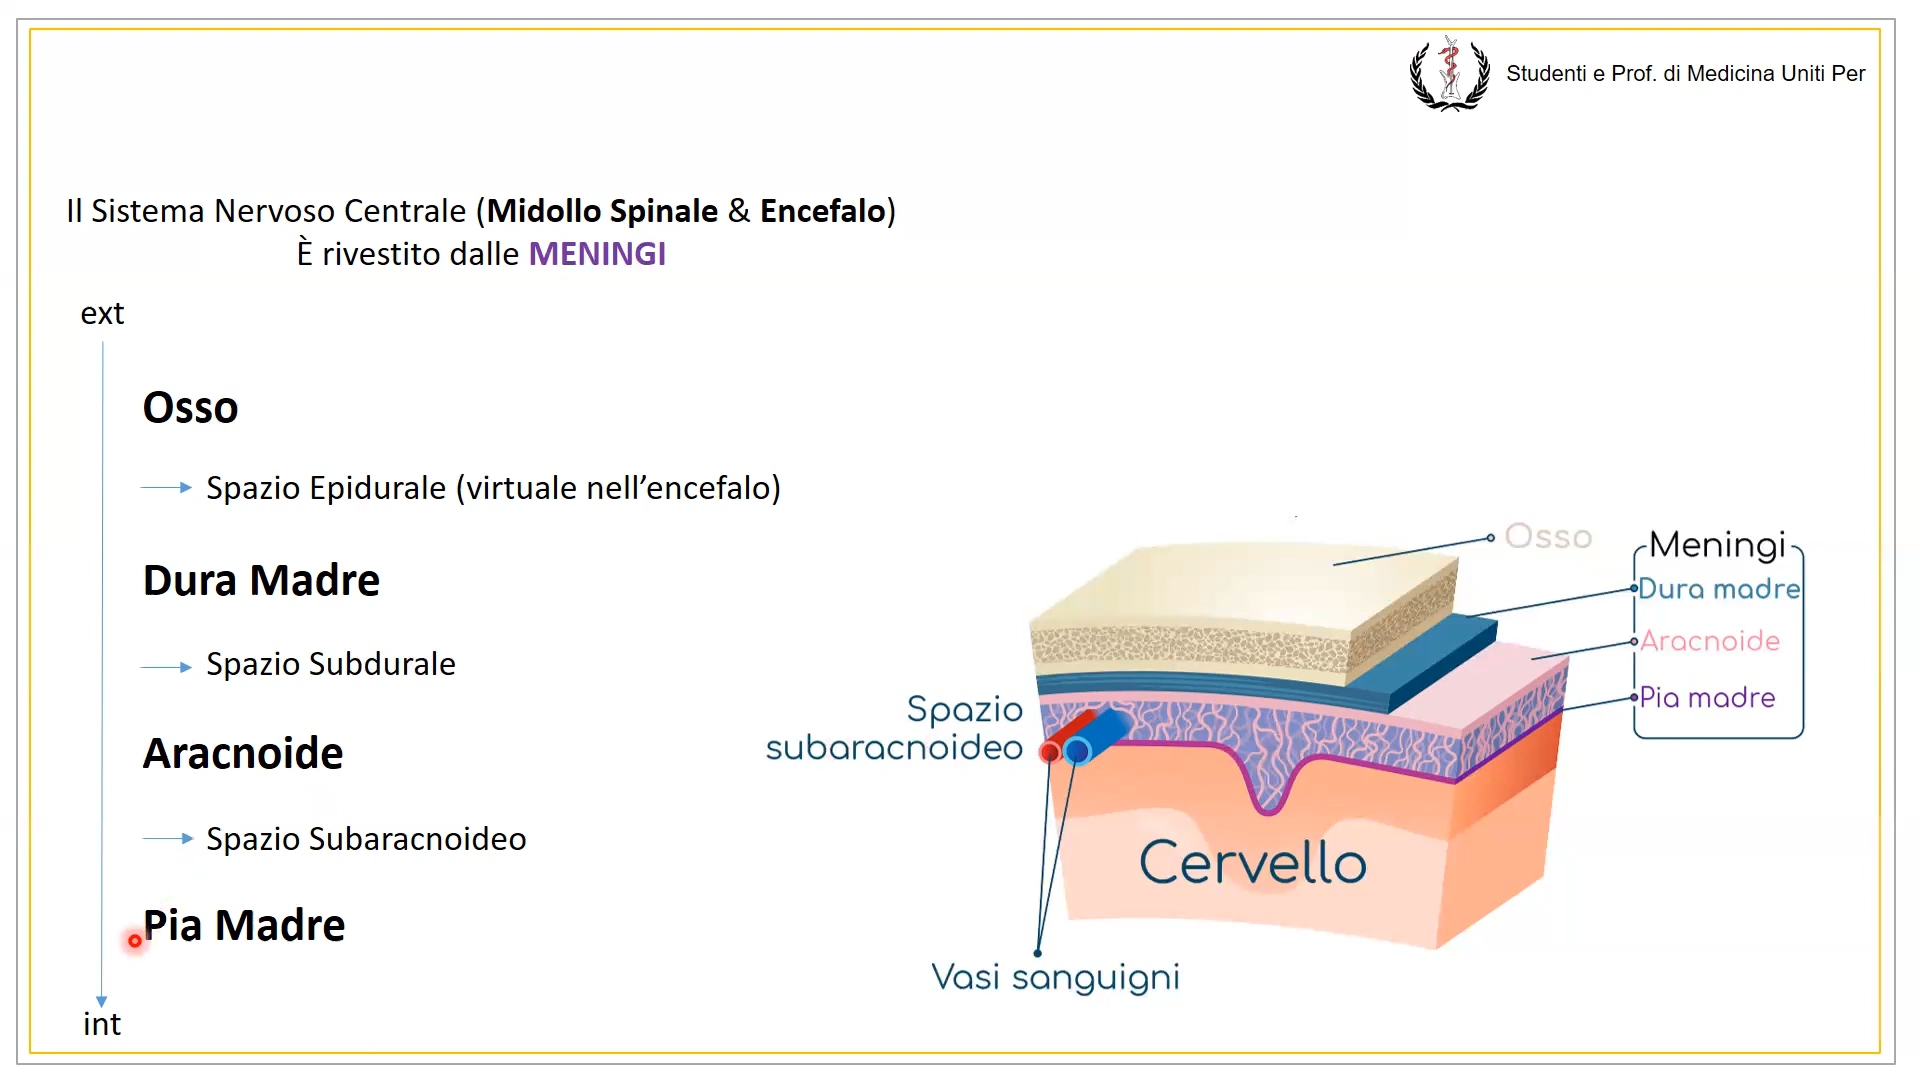 Studenti e Prof. di Medicina Uniti Per
Il Sistema Nervoso Centrale (Midollo Spinale & Encefalo)
È rivestito dalle MENINGI
ext
Osso
Spazio Epidurale (virtuale nell’encefalo)
Dura Madre
Spazio Subdurale
Aracnoide
Spazio Subaracnoideo
Pia Madre
int
Osso
Meningi
Dura madre
Aracnoide
Pia madre
Spazio
subaracnoideo
Cervello
Vasi sanguigni